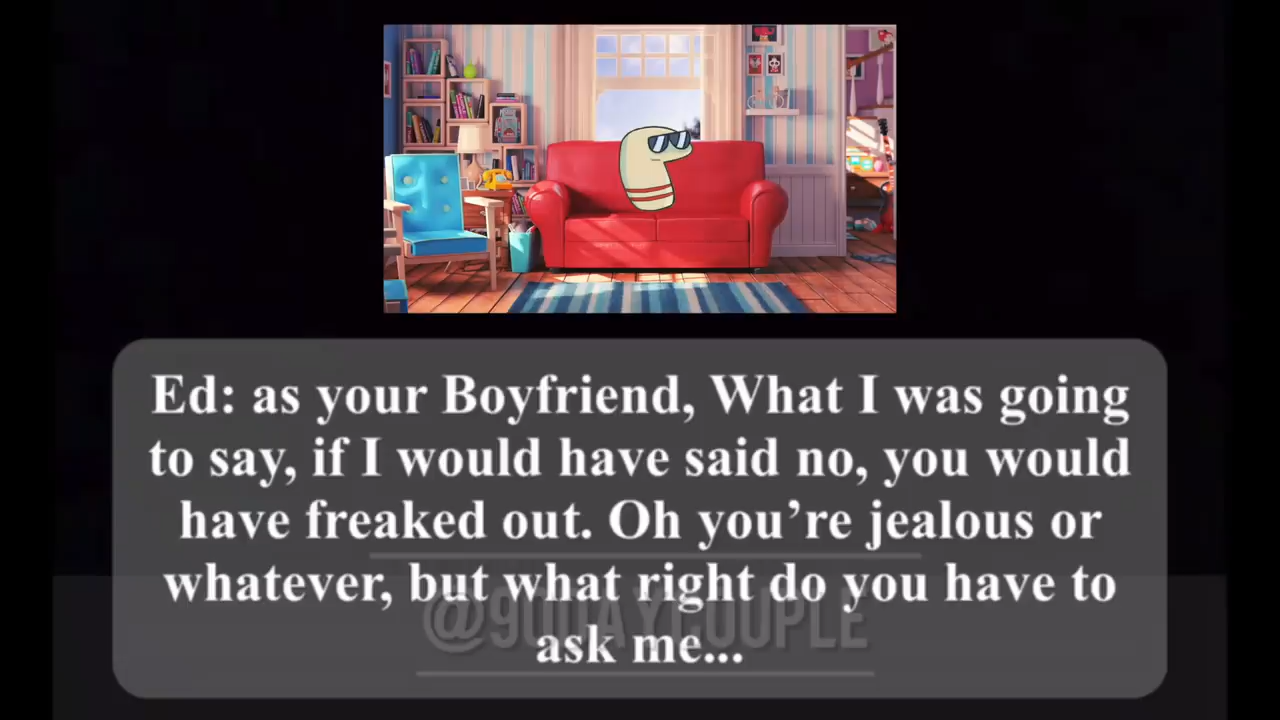 Ed: as your Boyfriend, What I was going
to say, if I would have said no, you would
have freaked out. Oh you’re jealous or
whatever, but what right do you have to
@90DAYCOUPLE
ask me...